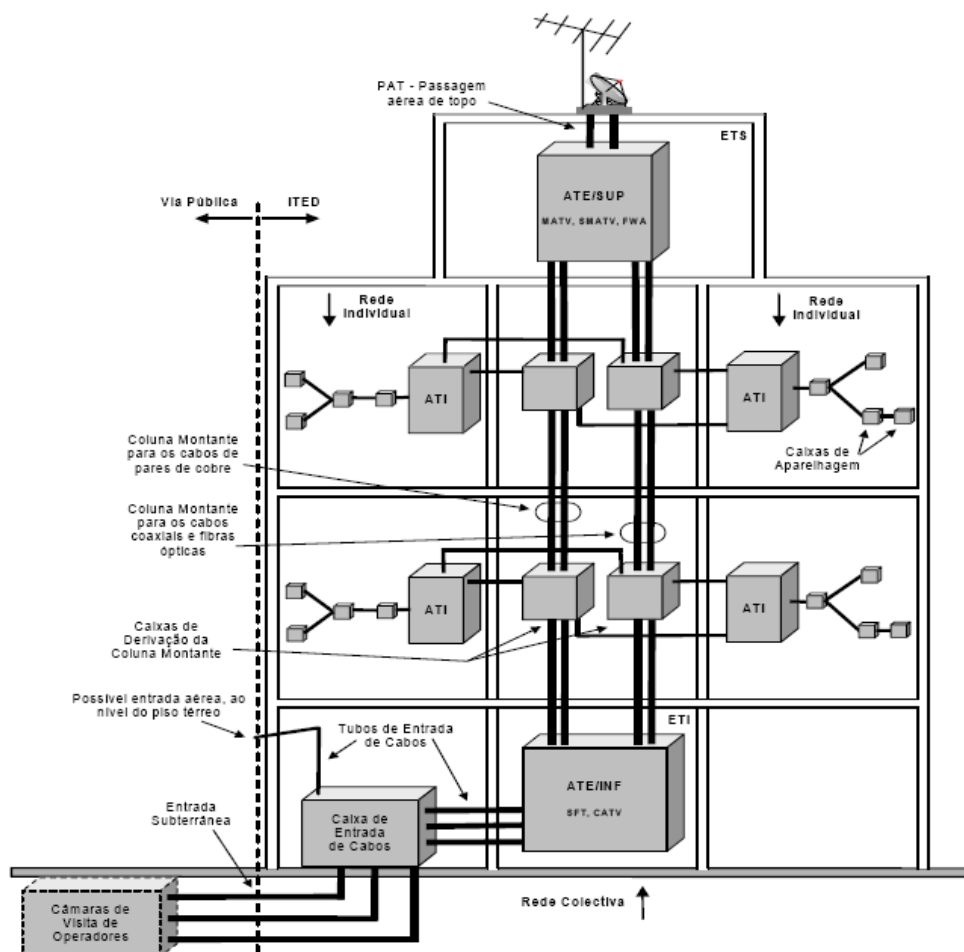 PAT - Passagem
aérea de topo
ETS
ATE/SUP
MATV, SMATV, FWA
Via Pública
ITED
Rede
Individual
Rede
Individual
ATI
ATI
Caixas de
Aparelhagem
Coluna Montante
para os cabos de
pares de cobre
Coluna Montante
para os cabos
coaxiais e fibras
ópticas
ATI
ATI
Caixas de
Derivação da
Coluna Montante
Possível entrada aérea, ao
nível do piso térreo
ETI
Tubos de Entrada
de Cabos
ATE/INF
SFT, CATV
Entrada
Subterrânea
Caixa de
Entrada
de Cabos
Câmaras de
Visita de
Operadores
Rede Colectiva